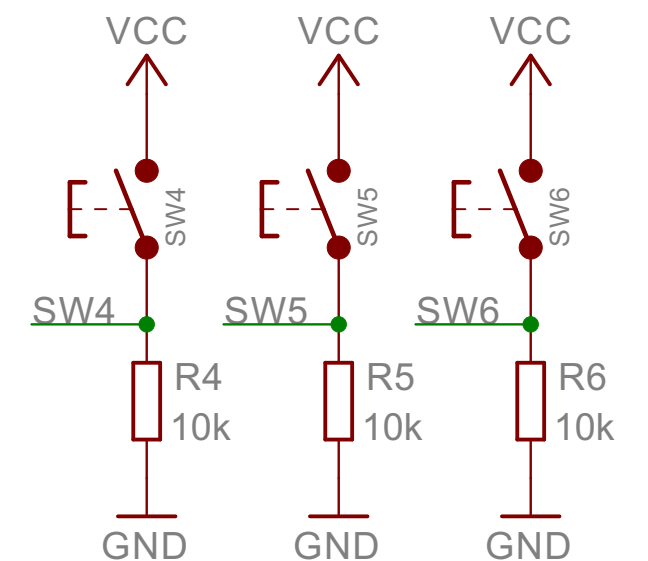 VCC VCC VCC
SW4 SW5 SW6
SW4 SW5 SW6
R4 R5 R6
10k 10k 10k
GND GND GND